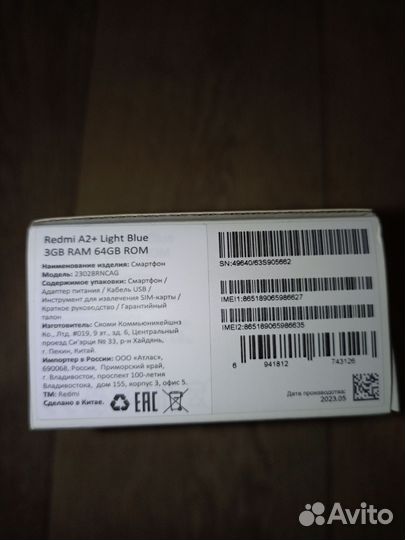 Redmi A2+ Light Blue
3GB RAM 64GB ROM
Наименование изделия: Смартфон
Модель: 23028RNCAG
Содержимое упаковки: Смартфон /
Адаптер питания / Кабель USB /
Инструмент для извлечения SIM-карты /
Краткое руководство / Гарантийный
талон
Изготовитель: Сяоми Коммьюникейшнз
Ко., Лтд. #019, 9 эт., зд. 6, Центральный
проезд Си'эрци № 33, р-н Хайдянь,
г. Пекин, Китай.
Импортер в России: ООО «Атлас»,
690068, Россия, Приморский край,
г. Владивосток, проспект 100-летия
Владивостока, дом 155, корпус 3, офис 5.
TM: Redmi
Сделано в Китае.
EAC
SN:49640/63S905662
IMEI1:865189065986627
IMEI2:865189065986635
6 941812 743126
Дата производства:
2023.05
Avito